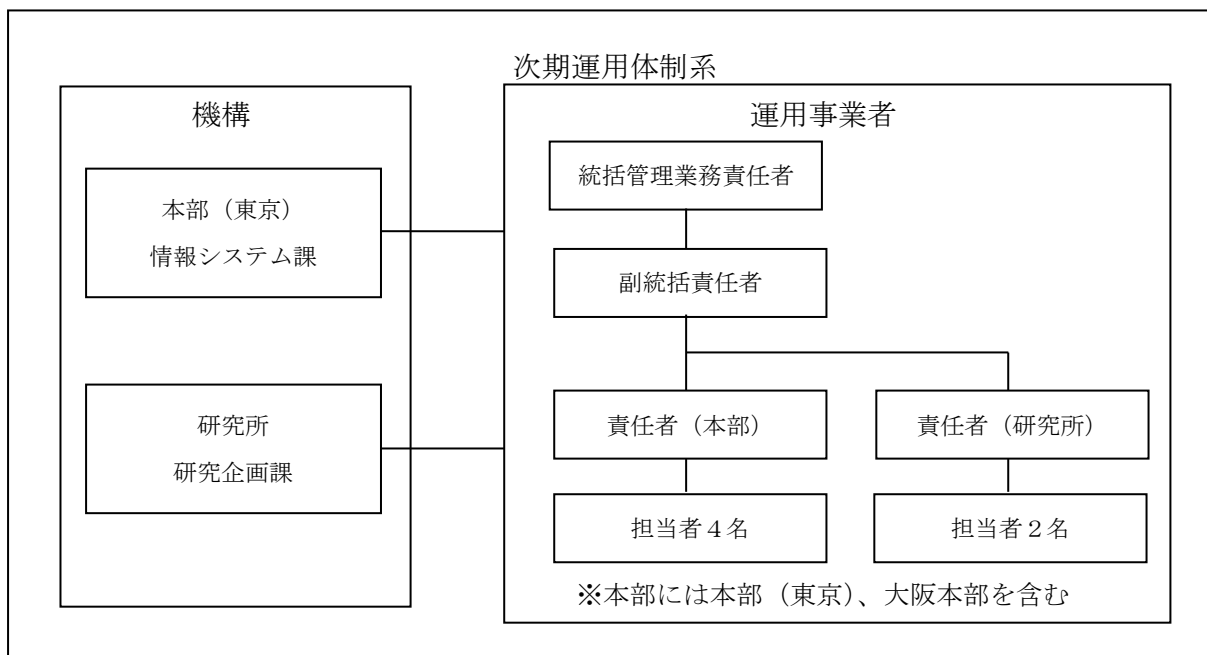 次期運用体制系
機構
本部（東京）
情報システム課
研究所
研究企画課
運用事業者
統括管理業務責任者
副統括責任者
責任者（本部）
責任者（研究所）
担当者４名
担当者２名
※本部には本部（東京）、大阪本部を含む